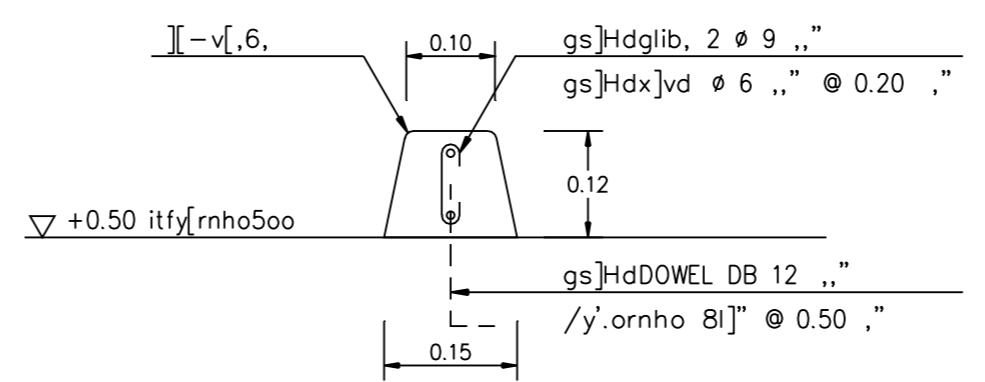 ][-v[,6,
0.10
gs]Hdglib, 2 ø 9 ,,"
gs]Hdx]vd ø 6 ,," @ 0.20 ,"
0.12
+0.50 itfy[rnho5oo
gs]HdDOWEL DB 12 ,,"
/y'.ornho 8l]" @ 0.50 ,"
0.15